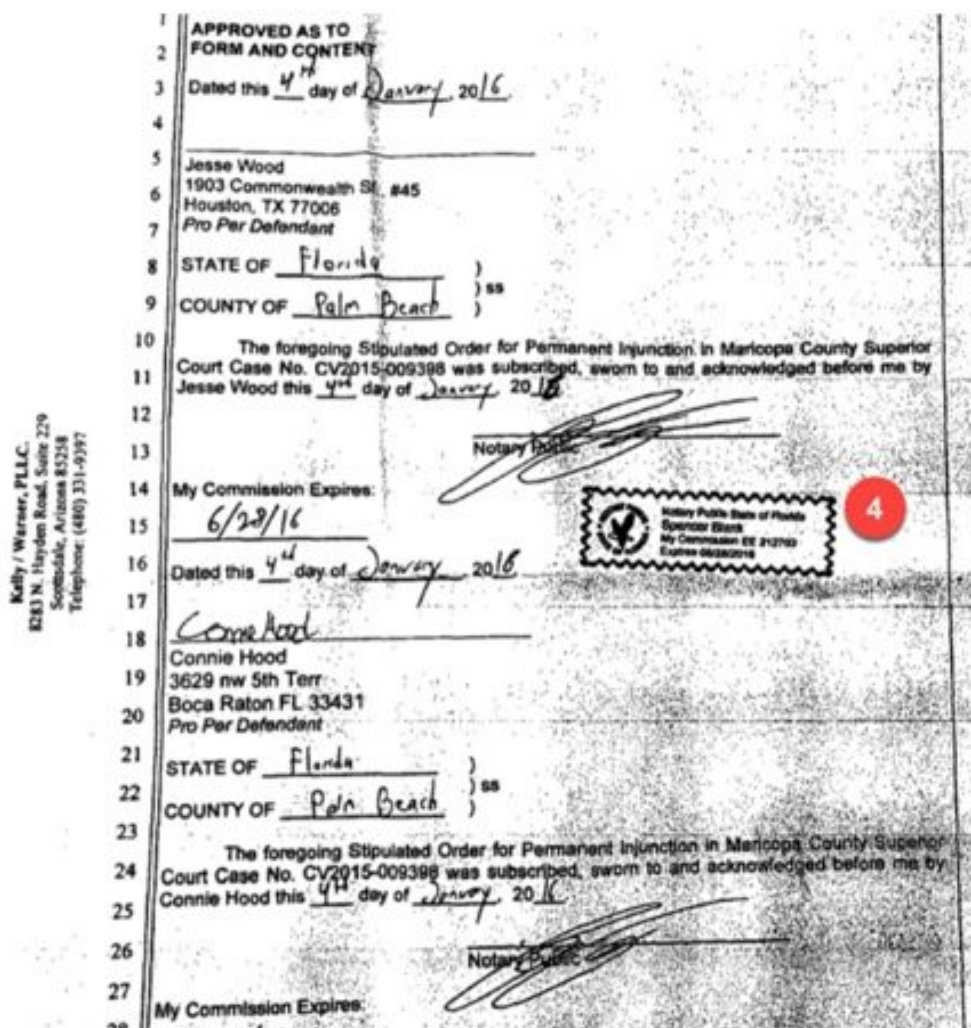 1 APPROVED AS TO
2 FORM AND CONTENT
3 Dated this 4th day of January, 2016.
4
5 Jesse Wood
6 1903 Commonwealth St., #45
Houston, TX 77006
7 Pro Per Defendant
8 STATE OF Florida )
) ss
9 COUNTY OF Palm Beach )
10 The foregoing Stipulated Order for Permanent Injunction in Maricopa County Superior
11 Court Case No. CV2015-009398 was subscribed, sworn to and acknowledged before me by
Jesse Wood this 4th day of January, 2016
12
13 Notary Public
14 My Commission Expires:
15 6/28/16
Notary Public State of Florida
Spencer Blank
My Commission EE 212703
Expires 06/28/2016
4
16 Dated this 4th day of January, 2016
17
18 Connie Hood
Connie Hood
19 3629 nw 5th Terr
20 Boca Raton FL 33431
Pro Per Defendant
21 STATE OF Florida )
22 ) ss
COUNTY OF Palm Beach )
23 The foregoing Stipulated Order for Permanent Injunction in Maricopa County Superior
24 Court Case No. CV2015-009398 was subscribed, sworn to and acknowledged before me by
Connie Hood this 4th day of January, 2016
25
26 Notary Public
27 My Commission Expires:
28
Kelly / Warner, PLLC.
8283 N. Hayden Road, Suite 229
Scottsdale, Arizona 85258
Telephone: (480) 331-9397